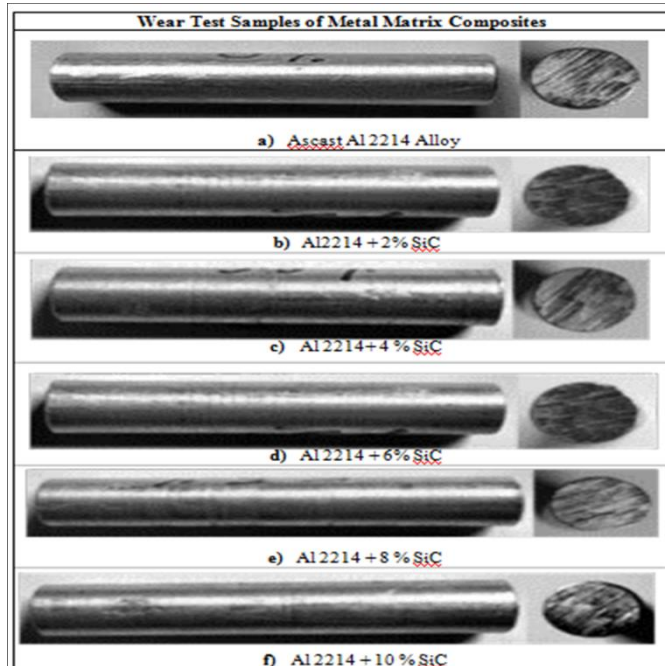 Wear Test Samples of Metal Matrix Composites
a) Ascast Al 2214 Alloy
b) Al2214 + 2% SiC
c) Al 2214+ 4 % SiC
d) Al 2214 + 6% SiC
e) Al 2214 + 8 % SiC
f) Al 2214 + 10 % SiC